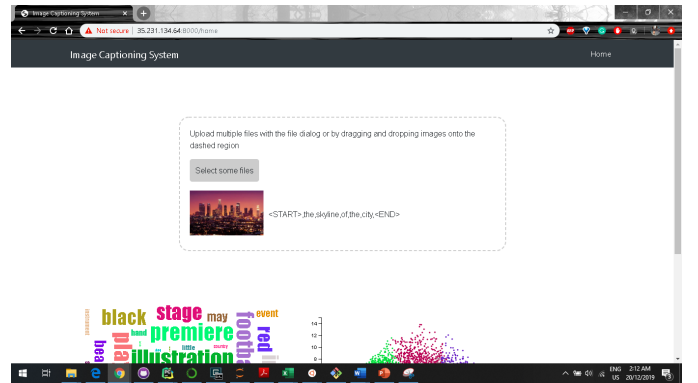 Image Captioning System
Not secure | 35.231.134.64:8000/home
Image Captioning System
Home
Upload multiple files with the file dialog or by dragging and dropping images onto the
dashed region
Select some files
<START>,the,skyline,of,the,city,<END>
black
stage
may
event
hand
premiere
red
little
illustration
14
12
10
8
ENG
2:12 AM
US
20/12/2019